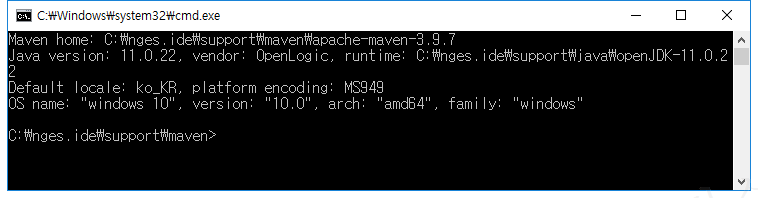 C:₩Windows₩system32₩cmd.exe
Maven home: C:₩nges.ide₩support₩maven₩apache-maven-3.9.7
Java version: 11.0.22, vendor: OpenLogic, runtime: C:₩nges.ide₩support₩java₩openJDK-11.0.2
2
Default locale: ko_KR, platform encoding: MS949
OS name: "windows 10", version: "10.0", arch: "amd64", family: "windows"
C:₩nges.ide₩support₩maven>